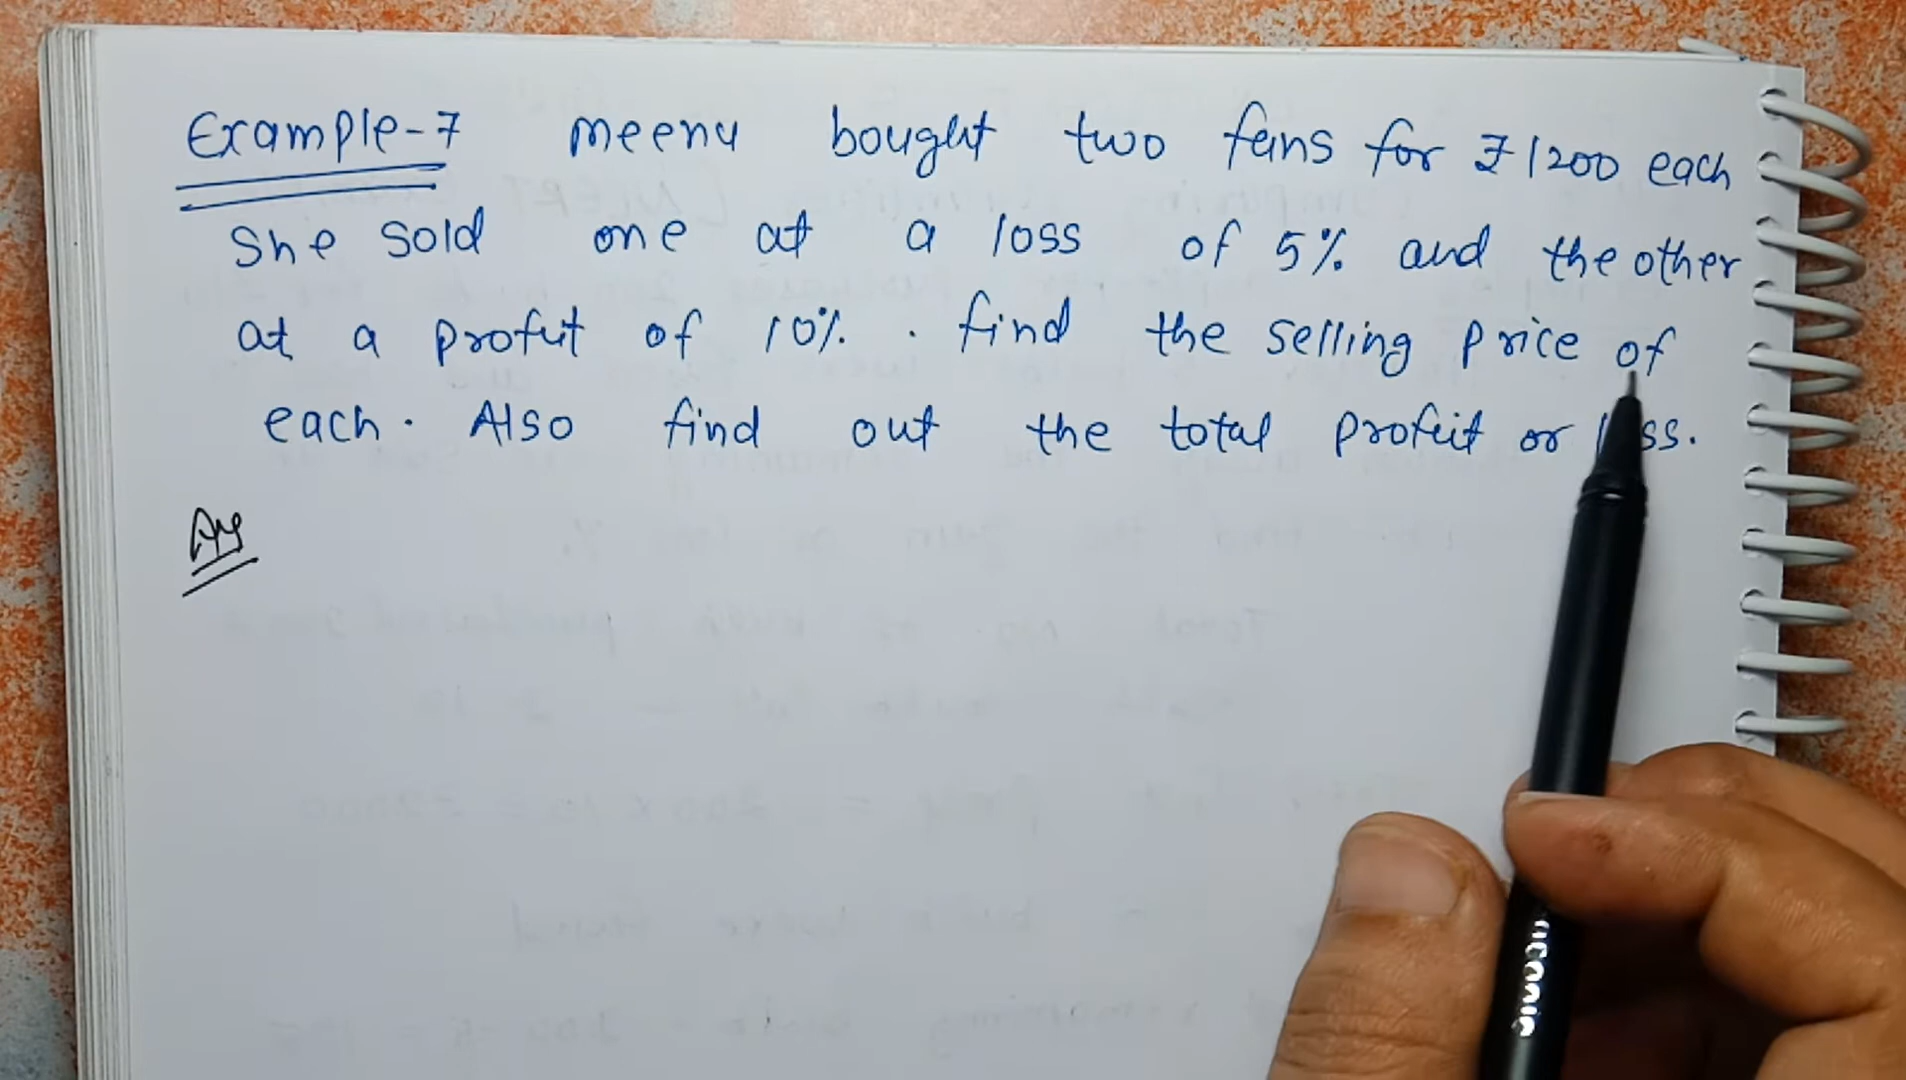 Example-7 meenu bought two fans for ₹1200 each
She sold one at a loss of 5% and the other
at a profit of 10%. find the selling price of
each. Also find out the total profit or loss.
Ans